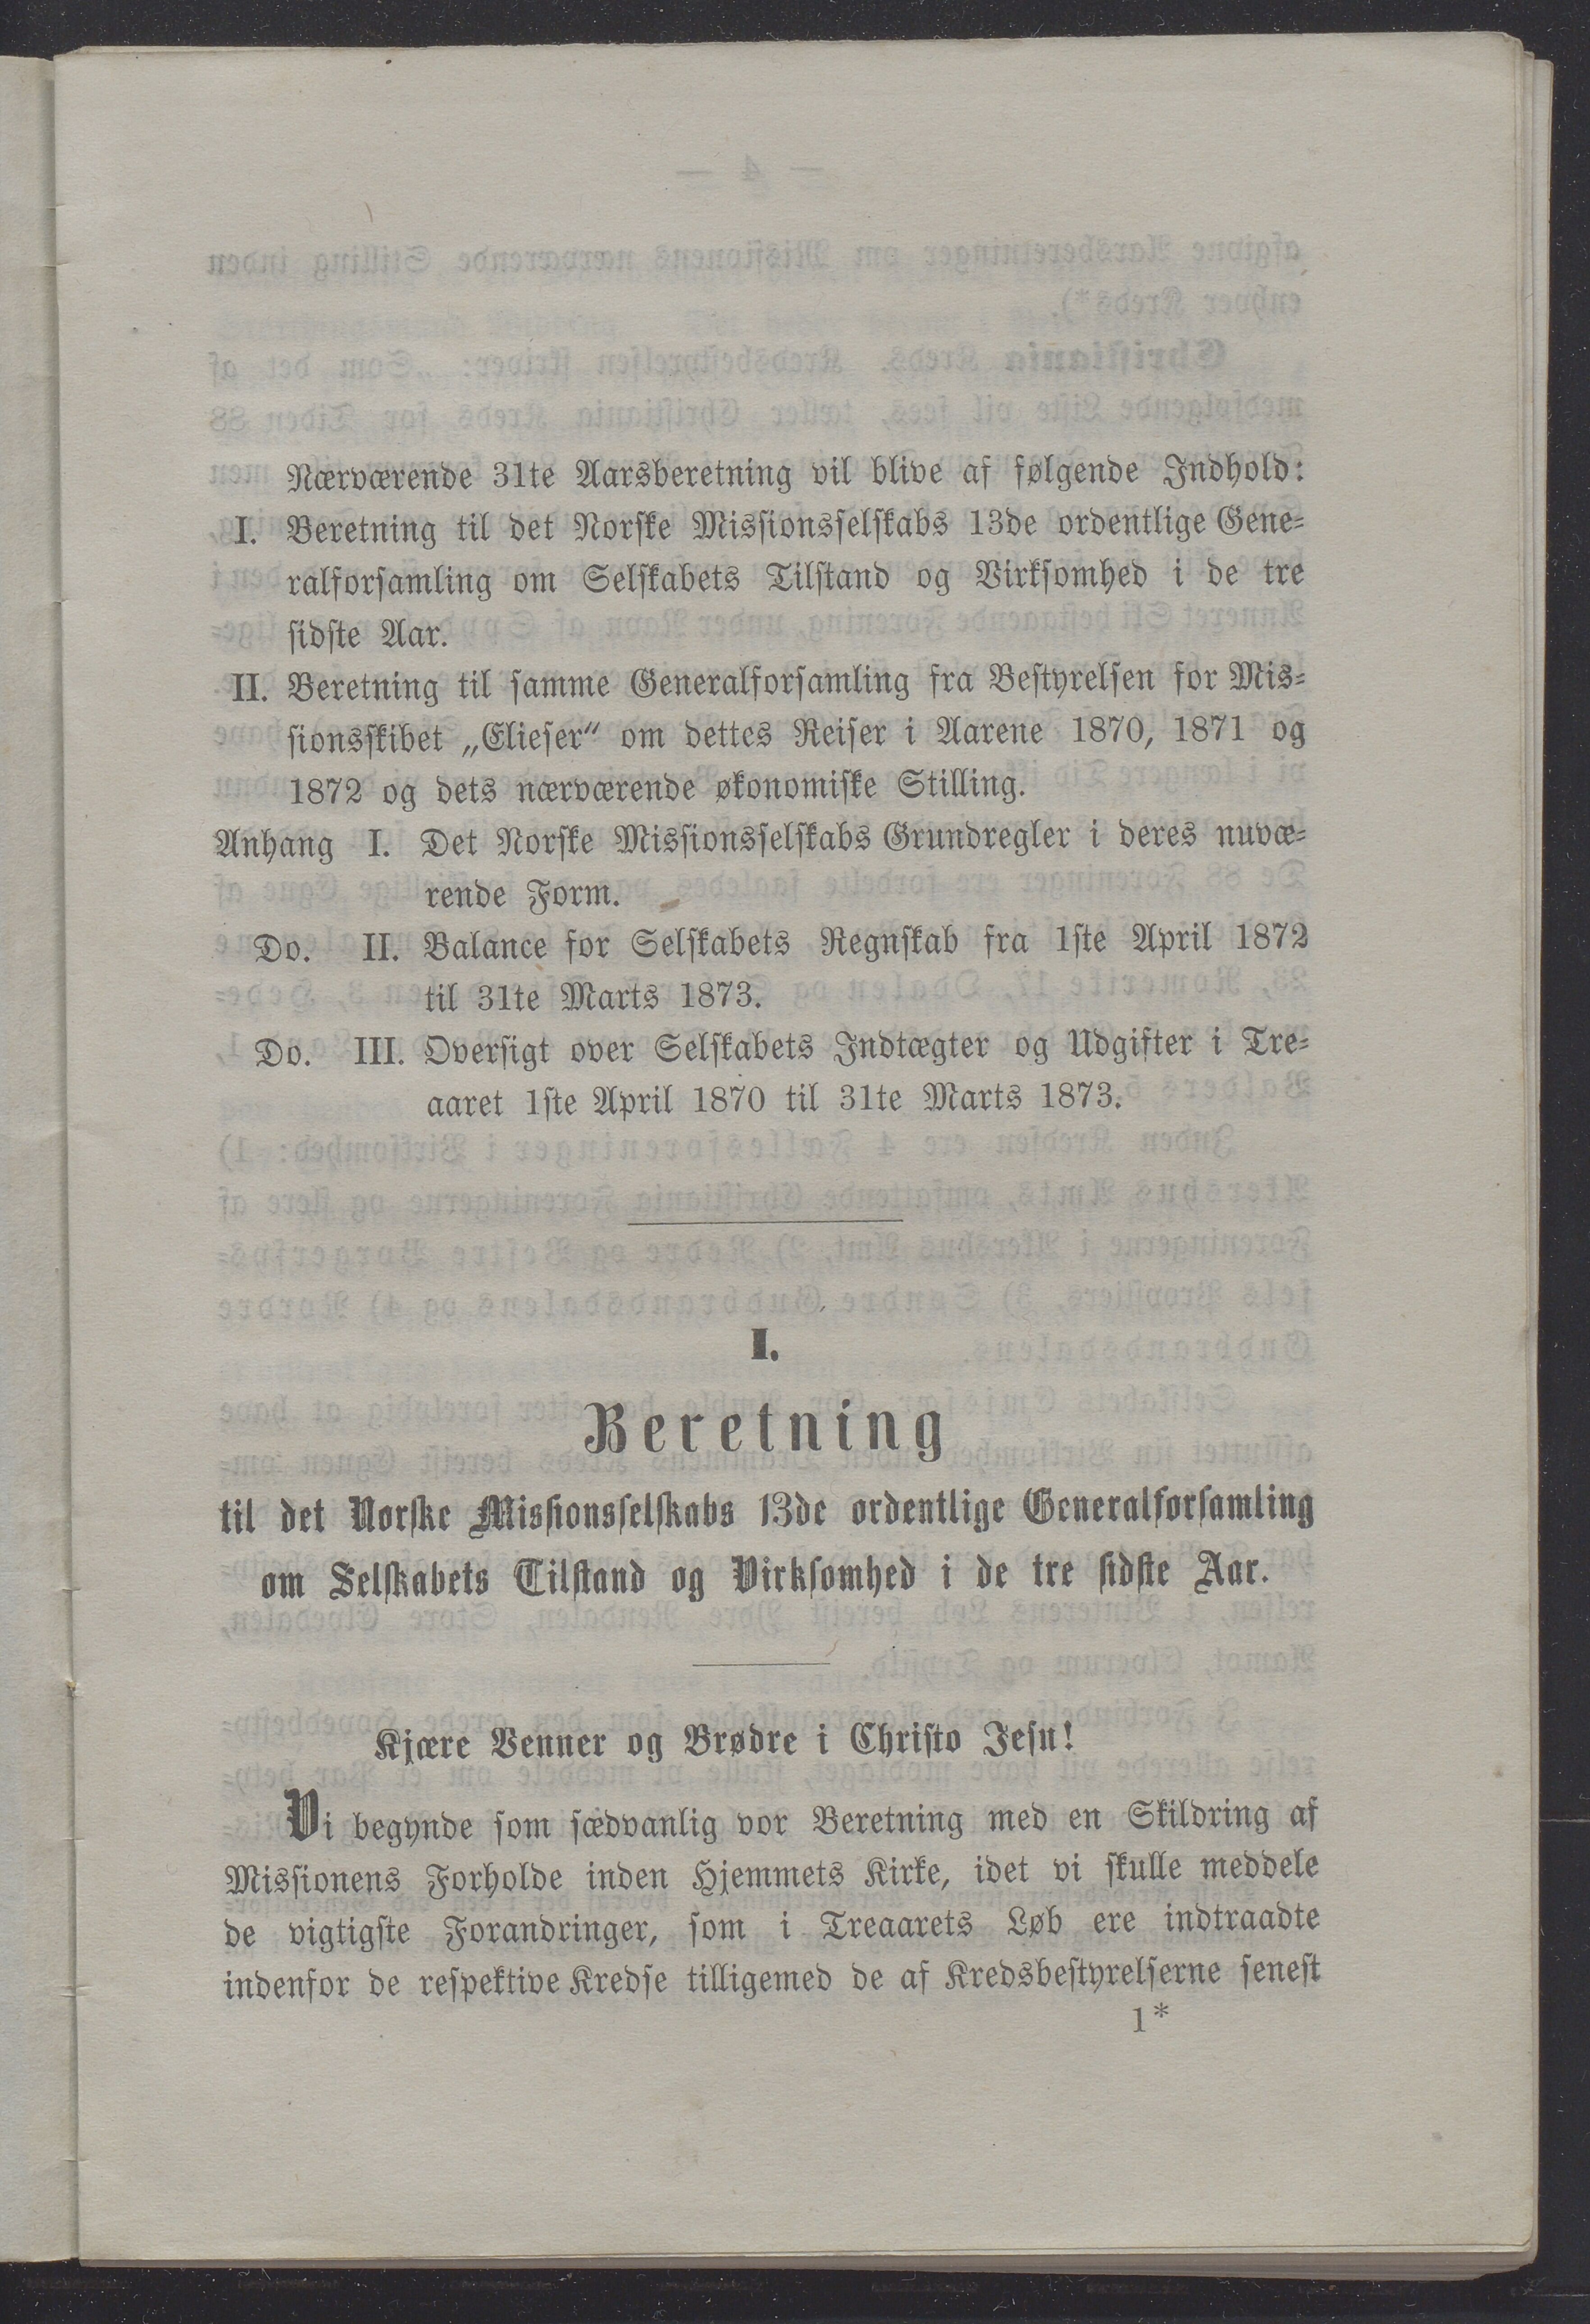 Nærværende 31te Aarsberetning vil blive af følgende Indhold:
I. Beretning til det Norske Missionsselskabs 13de ordentlige Gene-
ralforsamling om Selskabets Tilstand og Virksomhed i de tre
sidste Aar.
II. Beretning til samme Generalforsamling fra Bestyrelsen for Mis-
sionsskibet „Elieser“ om dettes Reiser i Aarene 1870, 1871 og
1872 og dets nærværende økonomiske Stilling.
Anhang I. Det Norske Missionsselskabs Grundregler i deres nuvæ-
rende Form.
Do. II. Balance for Selskabets Regnskab fra 1ste April 1872
til 31te Marts 1873.
Do. III. Oversigt over Selskabets Indtægter og Udgifter i Tre-
aaret 1ste April 1870 til 31te Marts 1873.
I.
Beretning
til det Norske Missionsselskabs 13de ordentlige Generalforsamling
om Selskabets Tilstand og Virksomhed i de tre sidste Aar.
Kjære Venner og Brødre i Christo Jesu!
Vi begynde som sædvanlig vor Beretning med en Skildring af
Missionens Forholde inden Hjemmets Kirke, idet vi skulle meddele
de vigtigste Forandringer, som i Treaarets Løb ere indtraadte
indenfor de respektive Kredse tilligemed de af Kredsbestyrelserne senest
1*